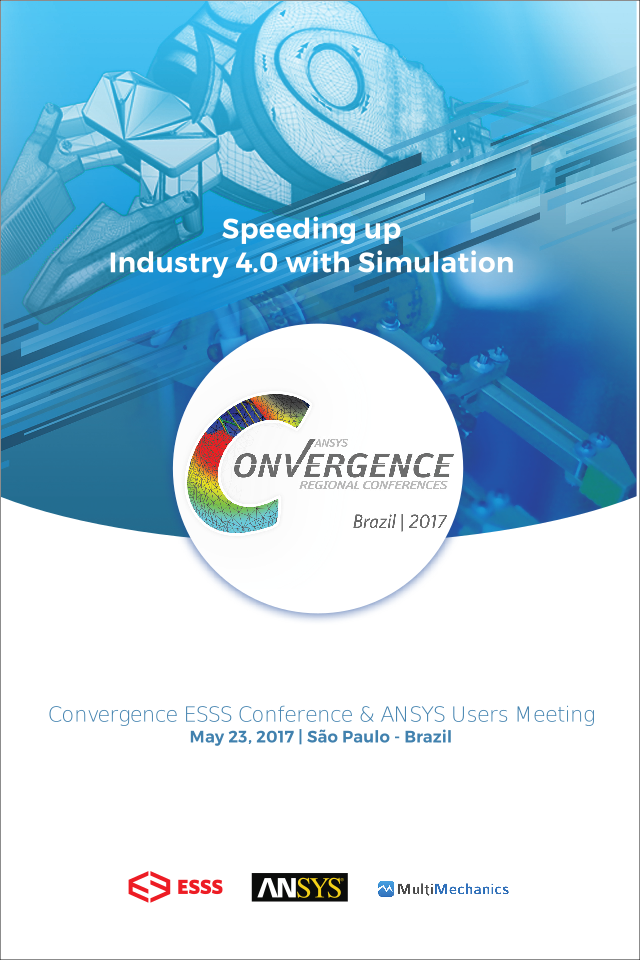 Speeding up
Industry 4.0 with Simulation
ANSYS
CONVERGENCE
REGIONAL CONFERENCES
Brazil | 2017
Convergence ESSS Conference & ANSYS Users Meeting
May 23, 2017 | São Paulo - Brazil
ESSS ANSYS® MultiMechanics